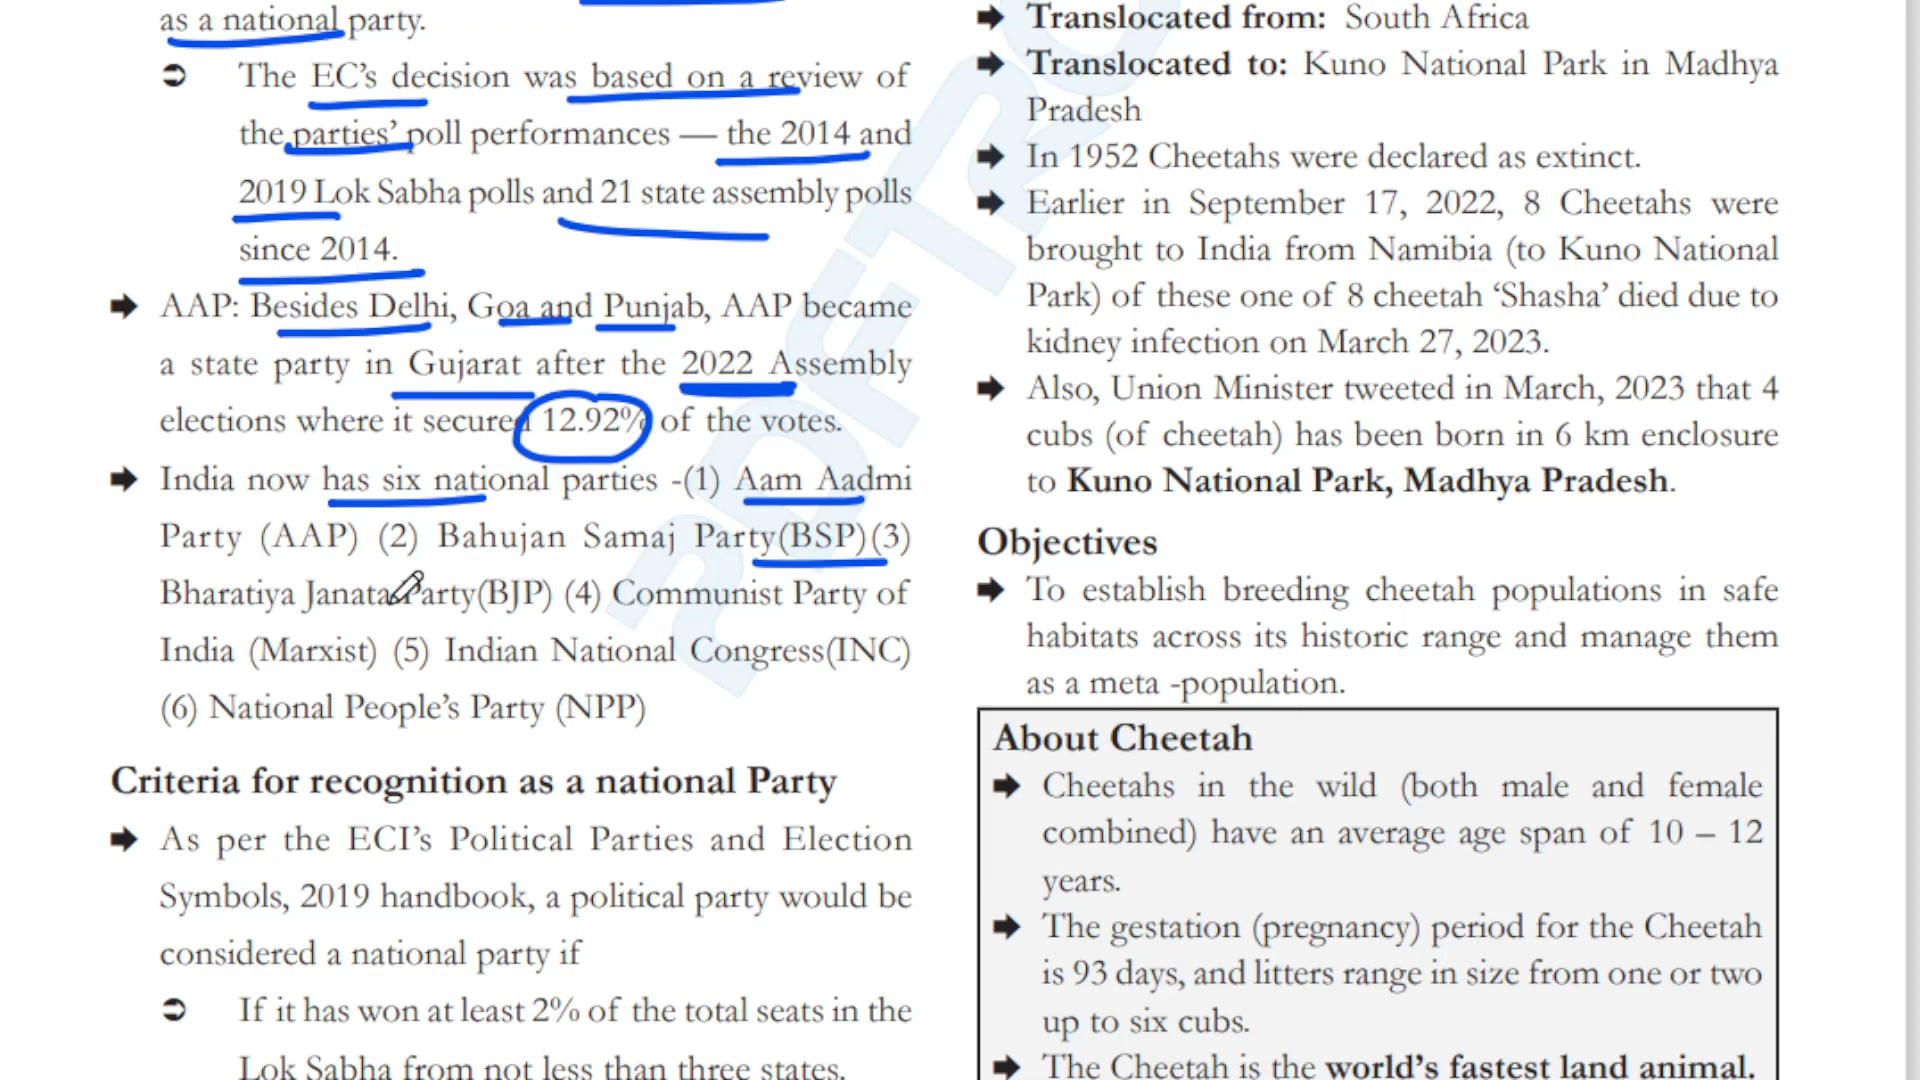 as a national party.
➲ The EC’s decision was based on a review of
the parties’ poll performances — the 2014 and
2019 Lok Sabha polls and 21 state assembly polls
since 2014.
➡ AAP: Besides Delhi, Goa and Punjab, AAP became
a state party in Gujarat after the 2022 Assembly
elections where it secured 12.92% of the votes.
➡ India now has six national parties -(1) Aam Aadmi
Party (AAP) (2) Bahujan Samaj Party(BSP)(3)
Bharatiya Janata Party(BJP) (4) Communist Party of
India (Marxist) (5) Indian National Congress(INC)
(6) National People’s Party (NPP)
Criteria for recognition as a national Party
➡ As per the ECI’s Political Parties and Election
Symbols, 2019 handbook, a political party would be
considered a national party if
➲ If it has won at least 2% of the total seats in the
Lok Sabha from not less than three states.
➡ Translocated from: South Africa
➡ Translocated to: Kuno National Park in Madhya
Pradesh
➡ In 1952 Cheetahs were declared as extinct.
➡ Earlier in September 17, 2022, 8 Cheetahs were
brought to India from Namibia (to Kuno National
Park) of these one of 8 cheetah ‘Shasha’ died due to
kidney infection on March 27, 2023.
➡ Also, Union Minister tweeted in March, 2023 that 4
cubs (of cheetah) has been born in 6 km enclosure
to Kuno National Park, Madhya Pradesh.
Objectives
➡ To establish breeding cheetah populations in safe
habitats across its historic range and manage them
as a meta -population.
About Cheetah
➡ Cheetahs in the wild (both male and female
combined) have an average age span of 10 – 12
years.
➡ The gestation (pregnancy) period for the Cheetah
is 93 days, and litters range in size from one or two
up to six cubs.
➡ The Cheetah is the world’s fastest land animal.